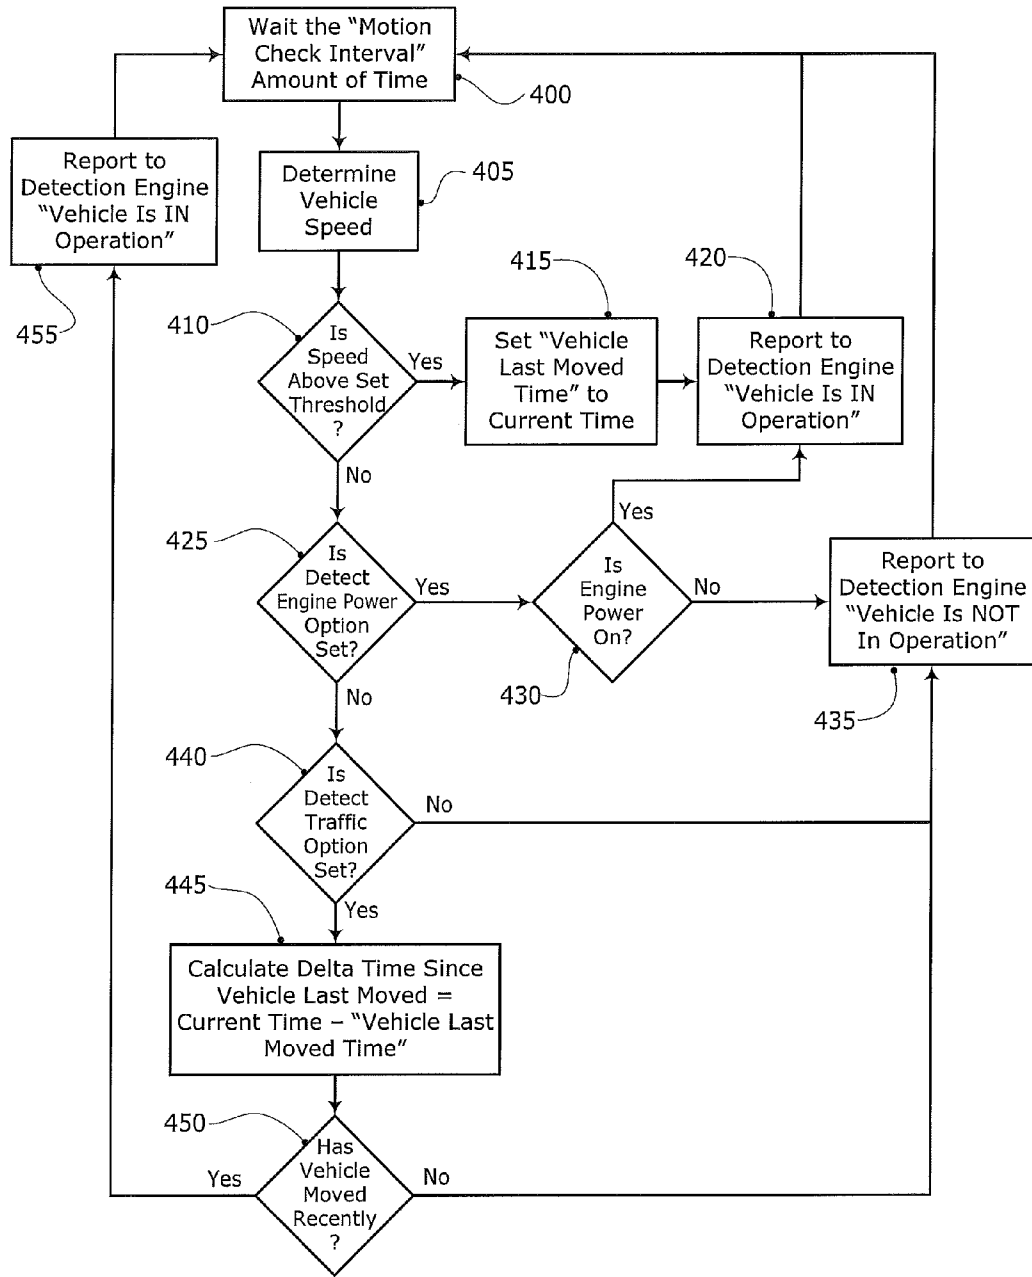 Wait the “Motion
Check Interval”
Amount of Time
400
Report to
Detection Engine
“Vehicle Is IN
Operation”
455
Determine
Vehicle
Speed
405
410
Is
Speed
Above Set
Threshold
?
Yes
No
415
Set “Vehicle
Last Moved
Time” to
Current Time
420
Report to
Detection Engine
“Vehicle Is IN
Operation”
425
Is
Detect
Engine Power
Option
Set?
Yes
No
Is
Engine
Power
On?
Yes
No
430
Report to
Detection Engine
“Vehicle Is NOT
In Operation”
435
440
Is
Detect
Traffic
Option
Set?
No
Yes
445
Calculate Delta Time Since
Vehicle Last Moved =
Current Time – “Vehicle Last
Moved Time”
450
Has
Vehicle
Moved
Recently
?
Yes
No